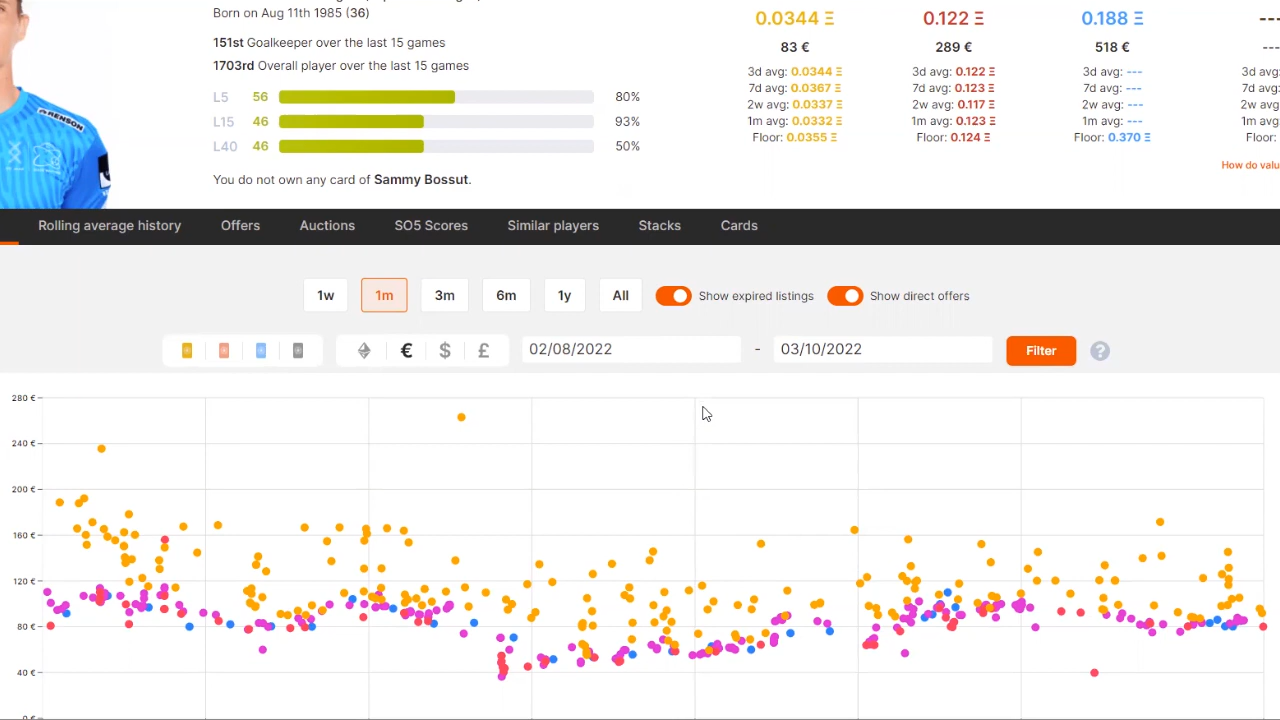 Born on Aug 11th 1985 (36)
151st Goalkeeper over the last 15 games
1703rd Overall player over the last 15 games
L5 56 80%
L15 46 93%
L40 46 50%
You do not own any card of Sammy Bossut.
RENSON
0.0344 Ξ
83 €
3d avg: 0.0344 Ξ
7d avg: 0.0367 Ξ
2w avg: 0.0337 Ξ
1m avg: 0.0332 Ξ
Floor: 0.0355 Ξ
0.122 Ξ
289 €
3d avg: 0.122 Ξ
7d avg: 0.123 Ξ
2w avg: 0.117 Ξ
1m avg: 0.123 Ξ
Floor: 0.124 Ξ
0.188 Ξ
518 €
3d avg: ---
7d avg: ---
2w avg: ---
1m avg: ---
Floor: 0.370 Ξ
---
---
3d avg
7d avg
2w avg
1m avg
Floor:
How do valu
Rolling average history Offers Auctions SO5 Scores Similar players Stacks Cards
1w 1m 3m 6m 1y All Show expired listings Show direct offers
€ $ £ 02/08/2022 - 03/10/2022 Filter ?
280 €
240 €
200 €
160 €
120 €
80 €
40 €
0 €